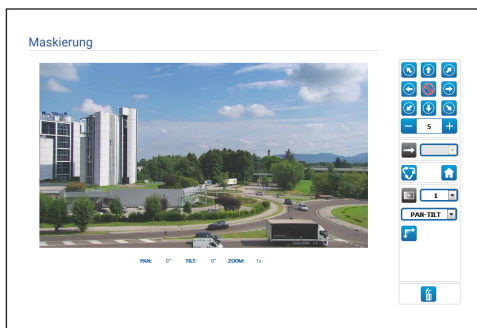 Maskierung
− 5 +
1
PAN-TILT
PAN: 0° TILT: 0° ZOOM: 1x